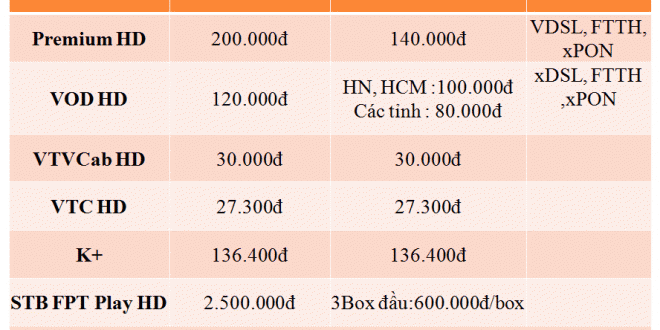 Premium HD 200.000đ 140.000đ VDSL, FTTH,
xPON
VOD HD 120.000đ HN, HCM :100.000đ
Các tỉnh : 80.000đ xDSL, FTTH
,xPON
VTVCab HD 30.000đ 30.000đ
VTC HD 27.300đ 27.300đ
K+ 136.400đ 136.400đ
STB FPT Play HD 2.500.000đ 3Box đầu:600.000đ/box